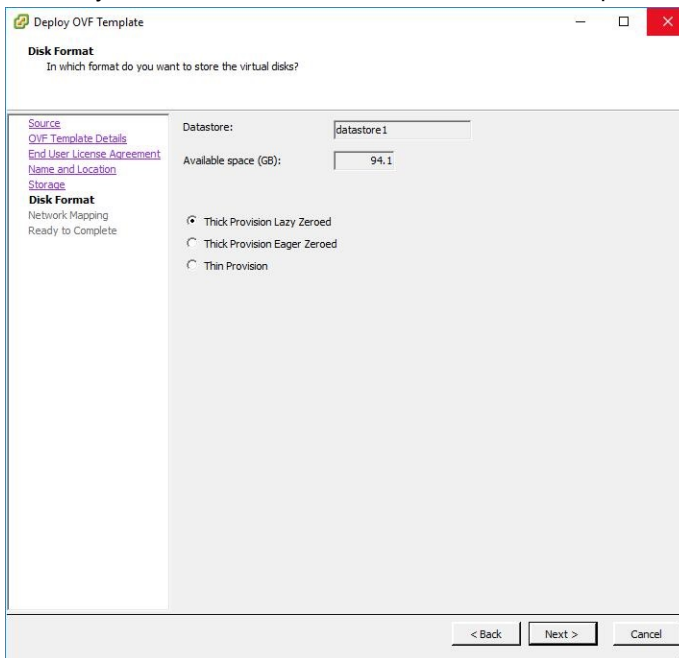 Deploy OVF Template
Disk Format
In which format do you want to store the virtual disks?
Source
OVF Template Details
End User License Agreement
Name and Location
Storage
Disk Format
Network Mapping
Ready to Complete
Datastore: datastore1
Available space (GB): 94.1
Thick Provision Lazy Zeroed
Thick Provision Eager Zeroed
Thin Provision
< Back Next > Cancel